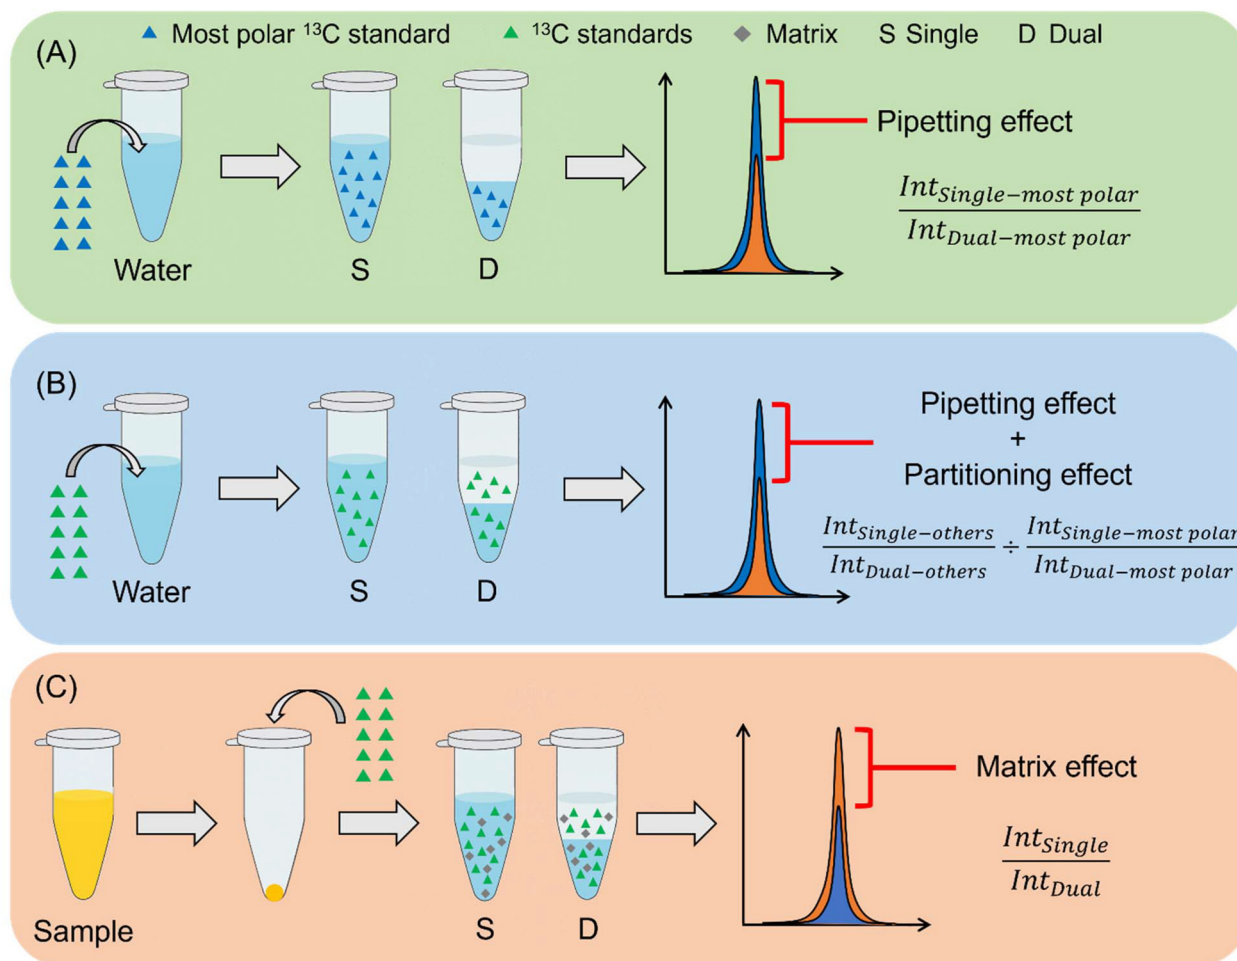 (A)
Most polar ¹³C standard ¹³C standards Matrix S Single D Dual
Water S D
Pipetting effect
Int_Single−most polar
Int_Dual−most polar
(B)
Water S D
Pipetting effect
+
Partitioning effect
Int_Single−others ÷ Int_Single−most polar
Int_Dual−others Int_Dual−most polar
(C)
Sample S D
Matrix effect
Int_Single
Int_Dual